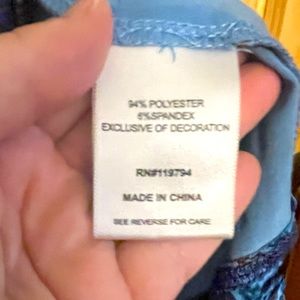 94% POLYESTER
6%SPANDEX
EXCLUSIVE OF DECORATION
RN#119794
MADE IN CHINA
SEE REVERSE FOR CARE